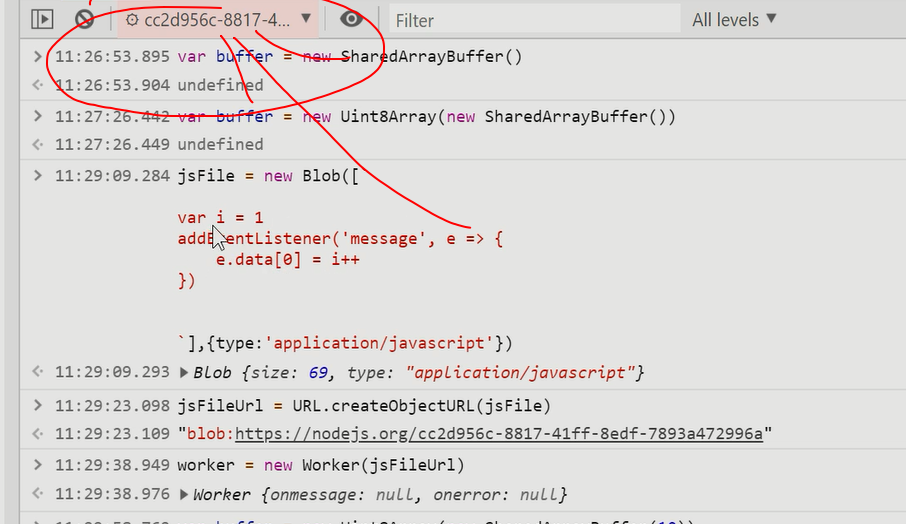 cc2d956c-8817-4... ▼ Filter All levels ▼
> 11:26:53.895 var buffer = new SharedArrayBuffer()
11:26:53.904 undefined
> 11:27:26.442 var buffer = new Uint8Array(new SharedArrayBuffer())
11:27:26.449 undefined
> 11:29:09.284 jsFile = new Blob([
var i = 1
addEventListener('message', e => {
e.data[0] = i++
})
`],{type:'application/javascript'})
11:29:09.293 ▶ Blob {size: 69, type: "application/javascript"}
> 11:29:23.098 jsFileUrl = URL.createObjectURL(jsFile)
11:29:23.109 "blob:https://nodejs.org/cc2d956c-8817-41ff-8edf-7893a472996a"
> 11:29:38.949 worker = new Worker(jsFileUrl)
11:29:38.976 ▶ Worker {onmessage: null, onerror: null}